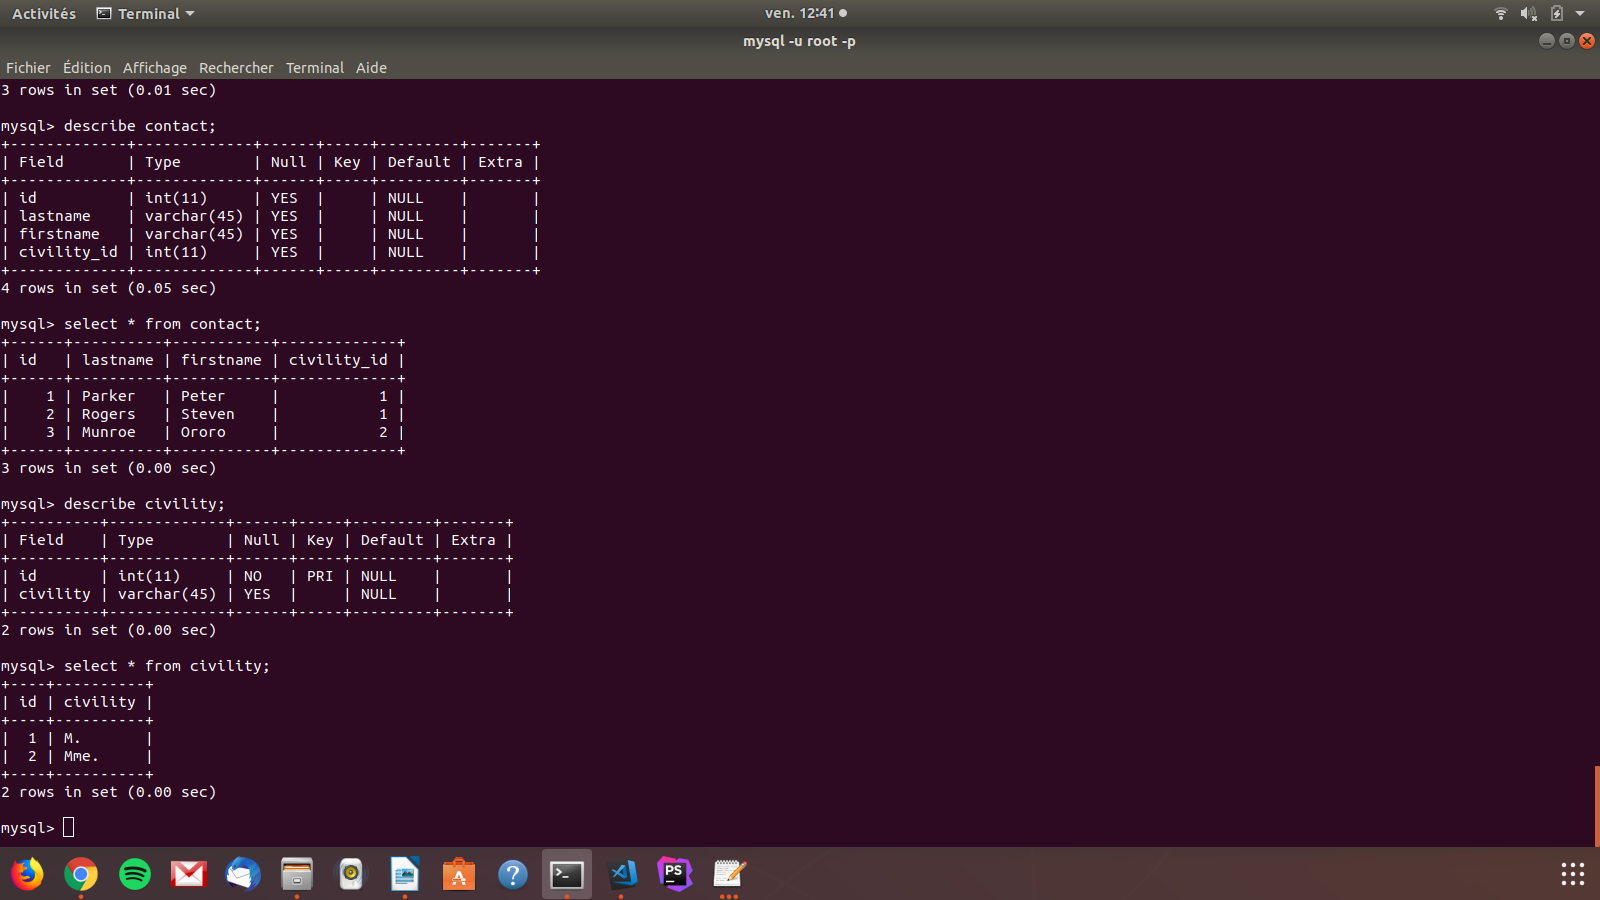 Activités Terminal ven. 12:41
mysql -u root -p
Fichier Édition Affichage Rechercher Terminal Aide
3 rows in set (0.01 sec)
mysql> describe contact;
+-------------+-------------+------+-----+---------+-------+
| Field       | Type        | Null | Key | Default | Extra |
+-------------+-------------+------+-----+---------+-------+
| id          | int(11)     | YES  |     | NULL    |       |
| lastname    | varchar(45) | YES  |     | NULL    |       |
| firstname   | varchar(45) | YES  |     | NULL    |       |
| civility_id | int(11)     | YES  |     | NULL    |       |
+-------------+-------------+------+-----+---------+-------+
4 rows in set (0.05 sec)
mysql> select * from contact;
+------+----------+-----------+-------------+
| id   | lastname | firstname | civility_id |
+------+----------+-----------+-------------+
|    1 | Parker   | Peter     |           1 |
|    2 | Rogers   | Steven    |           1 |
|    3 | Munroe   | Ororo     |           2 |
+------+----------+-----------+-------------+
3 rows in set (0.00 sec)
mysql> describe civility;
+----------+-------------+------+-----+---------+-------+
| Field    | Type        | Null | Key | Default | Extra |
+----------+-------------+------+-----+---------+-------+
| id       | int(11)     | NO   | PRI | NULL    |       |
| civility | varchar(45) | YES  |     | NULL    |       |
+----------+-------------+------+-----+---------+-------+
2 rows in set (0.00 sec)
mysql> select * from civility;
+----+----------+
| id | civility |
+----+----------+
|  1 | M.       |
|  2 | Mme.     |
+----+----------+
2 rows in set (0.00 sec)
mysql>
PS